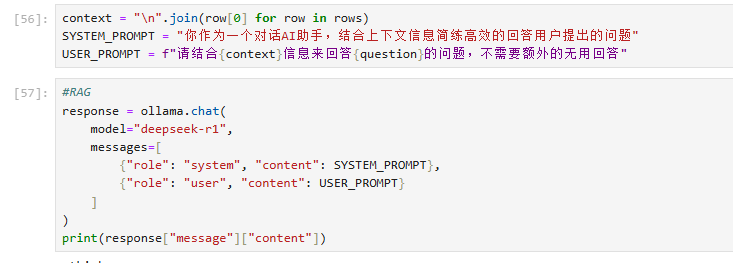 [56]: context = "\n".join(row[0] for row in rows)
SYSTEM_PROMPT = "你作为一个对话AI助手，结合上下文信息简练高效的回答用户提出的问题"
USER_PROMPT = f"请结合{context}信息来回答{question}的问题，不需要额外的无用回答"
[57]: #RAG
response = ollama.chat(
    model="deepseek-r1",
    messages=[
        {"role": "system", "content": SYSTEM_PROMPT},
        {"role": "user", "content": USER_PROMPT}
    ]
)
print(response["message"]["content"])